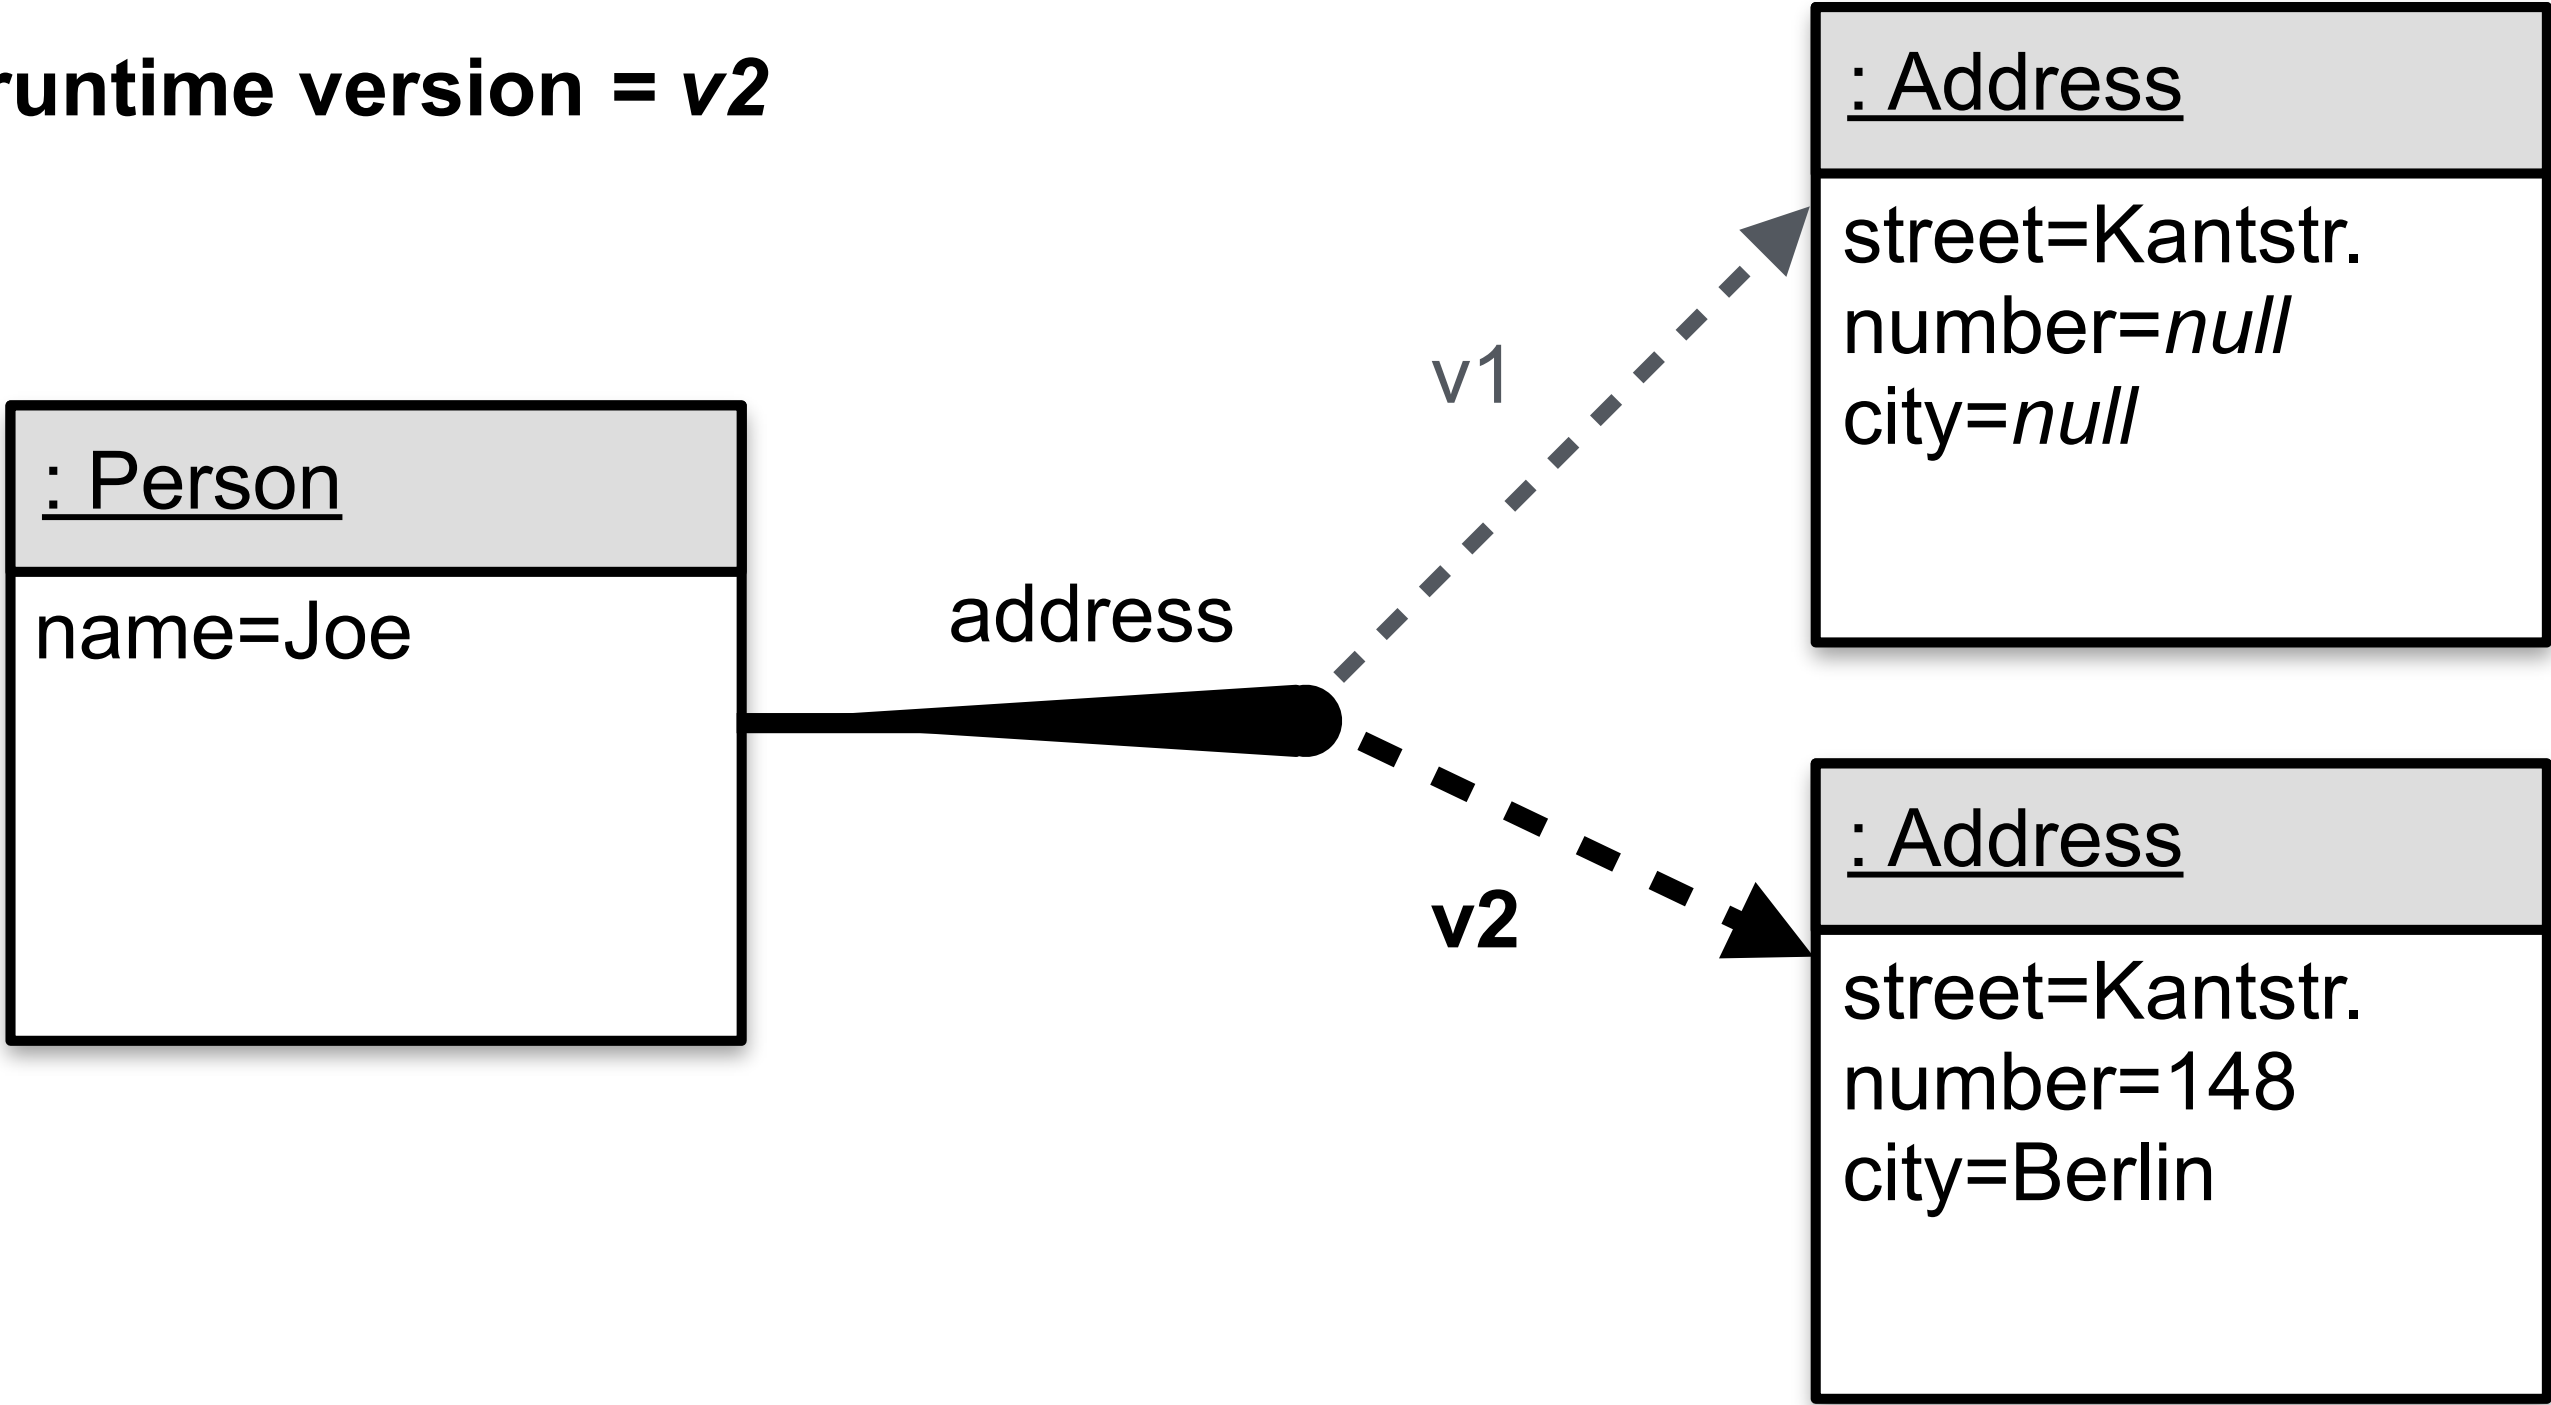 runtime version = v2
: Person
name=Joe
address
v1
v2
: Address
street=Kantstr.
number=null
city=null
: Address
street=Kantstr.
number=148
city=Berlin